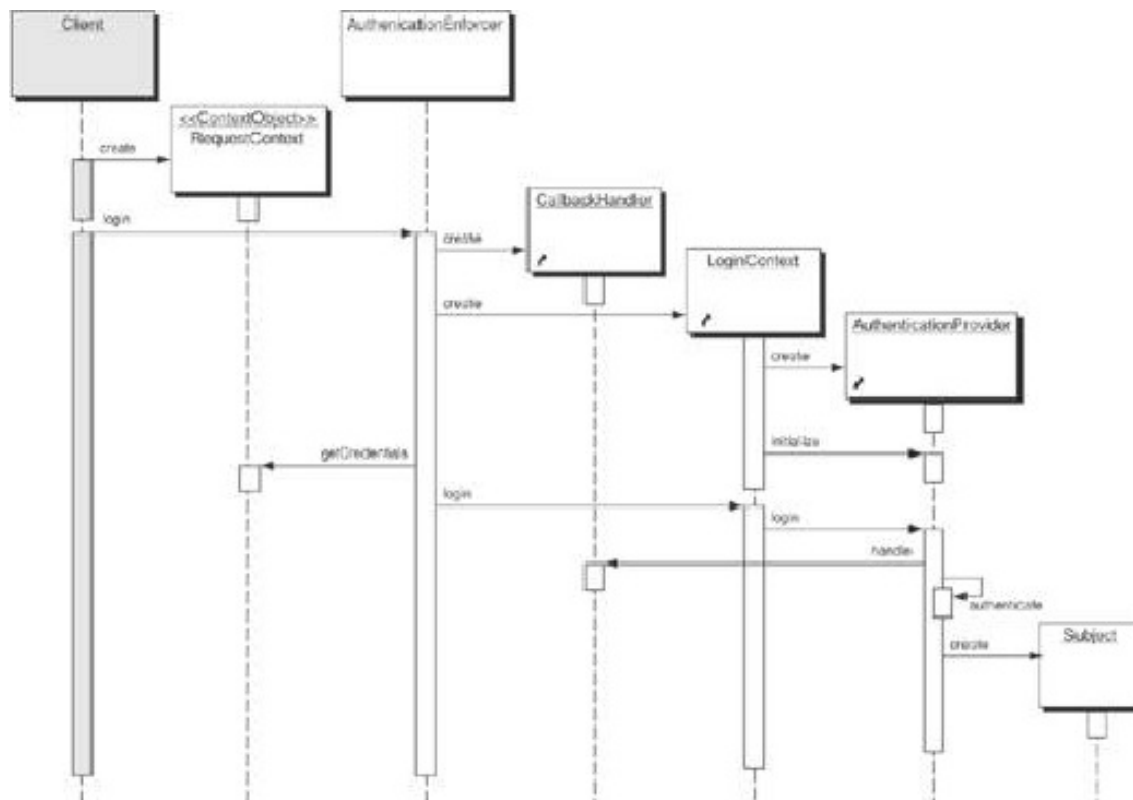 Client
AuthenicationEnforcer
<<ContextObject>>
RequestContext
create
CallbackHandler
login
create
LoginContext
create
AuthenticationProvider
create
initialize
getCredentials
login
login
handler
authenticate
Subject
create